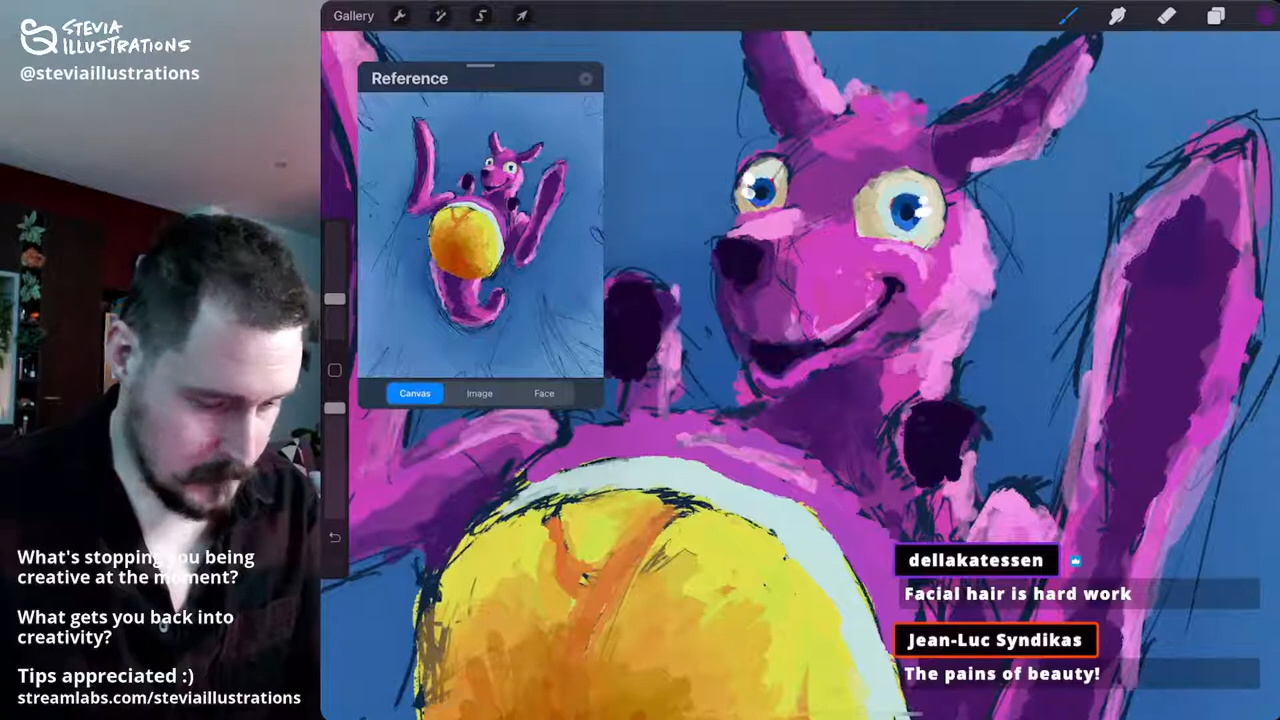 STEVIA
ILLUSTRATIONS
@steviaillustrations
Gallery
Reference
Canvas
Image
Face
What's stopping you being
creative at the moment?
What gets you back into
creativity?
Tips appreciated :)
streamlabs.com/steviaillustrations
dellakatessen
Facial hair is hard work
Jean-Luc Syndikas
The pains of beauty!